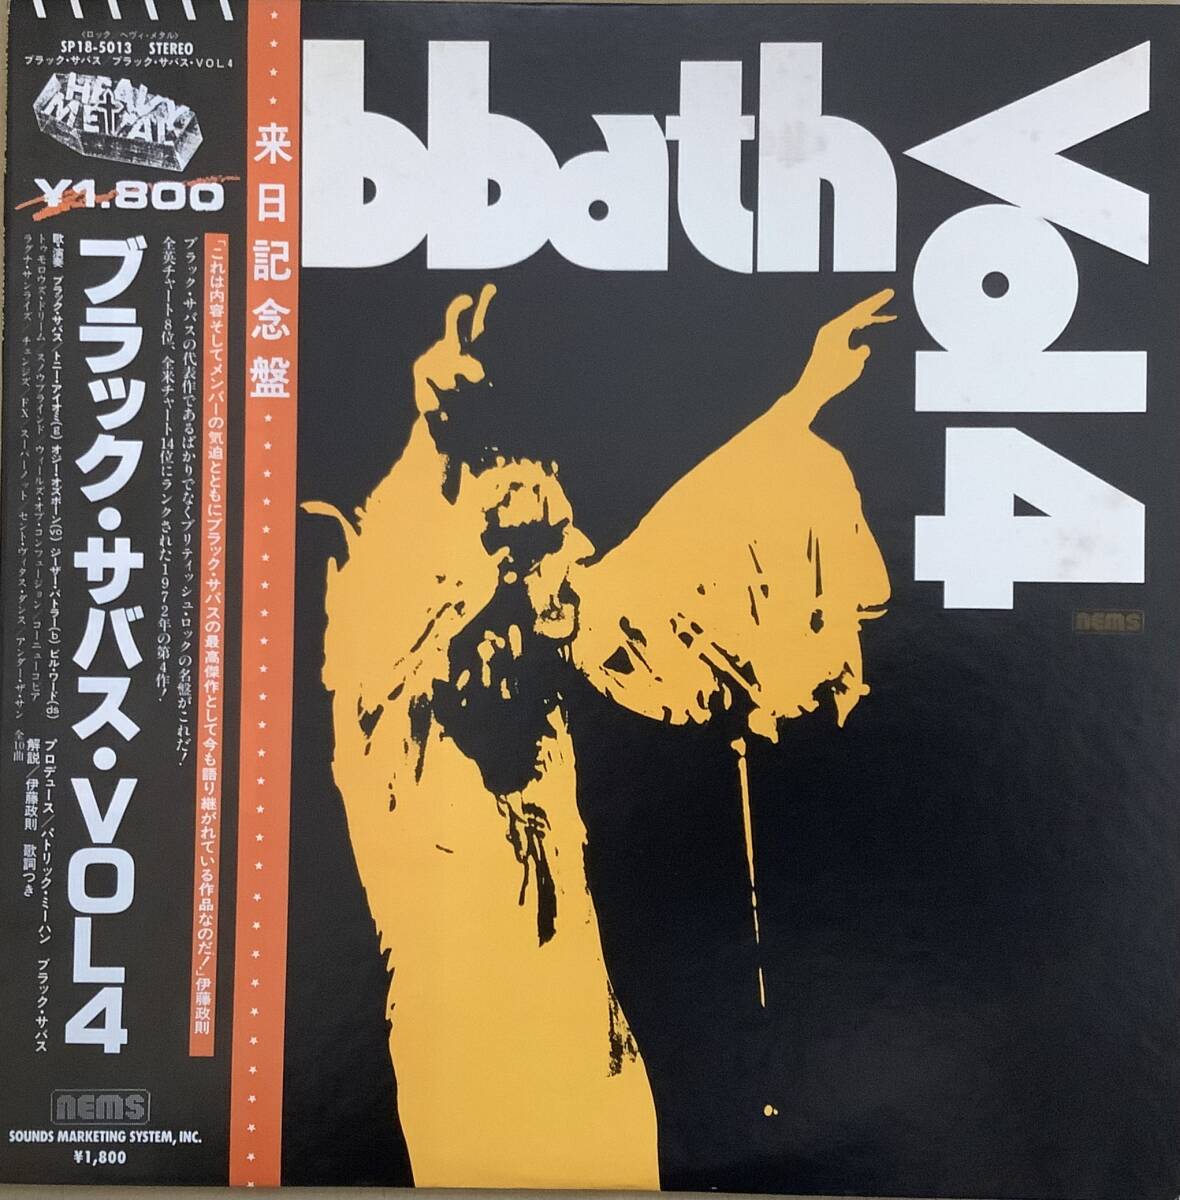 〈ロック/ヘヴィ・メタル〉
SP18-5013 STEREO
ブラック・サバス/ブラック・サバス・VOL4
HEAVY
METAL
¥1.800
来日記念盤
「これは内容そしてメンバーの気迫とともにブラック・サバスの最高傑作として今も語り継がれている作品なのだ!」伊藤政則
ブラック・サバスの代表作であるばかりでなくブリティッシュ・ロックの名盤がこれだ!
全英チャート8位、全米チャート14位にランクされた1972年の第4作!
ブラック・サバス・VOL4
歌・演奏 ブラック・サバス/トニー・アイオミ(g) オジー・オズボーン(vo) ジーザー・バトラー(b) ビル・ワード(ds)
プロデュース/パトリック・ミーハン ブラック・サバス
トゥモロウズ・ドリーム/スノウブラインド/ウィールズ・オブ・コンフュージョン/コーニューコピア
ラグナ・サンライズ/チェンジズ/FX/スーパーノット/セント・ヴィタス・ダンス/アンダー・ザ・サン 全10曲
解説/伊藤政則 歌詞つき
nems
SOUNDS MARKETING SYSTEM, INC.
¥1,800
bbath
Vol 4
nems